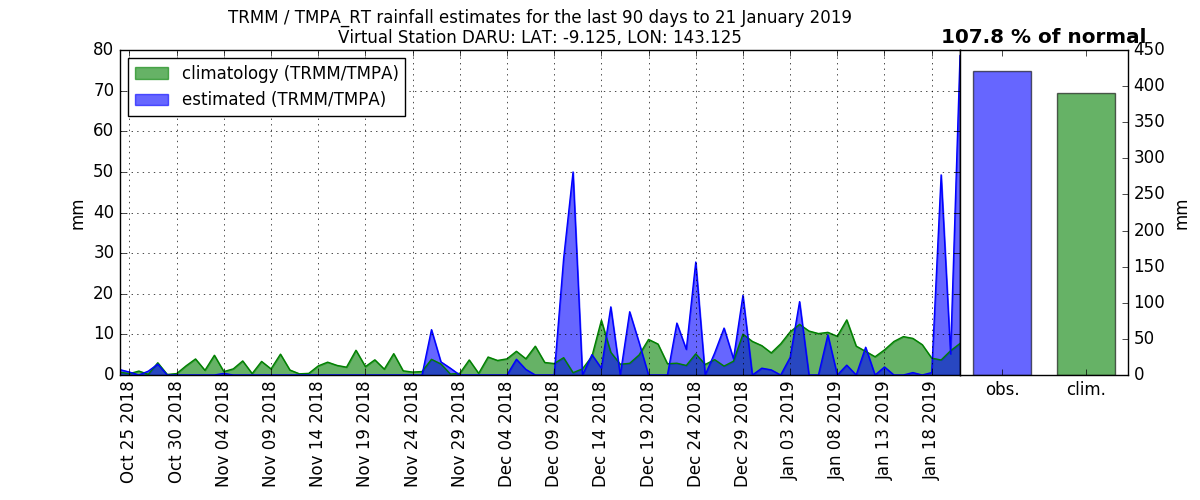 TRMM / TMPA_RT rainfall estimates for the last 90 days to 21 January 2019
Virtual Station DARU: LAT: -9.125, LON: 143.125
107.8 % of normal
climatology (TRMM/TMPA)
estimated (TRMM/TMPA)
mm
80
70
60
50
40
30
20
10
0
Oct 25 2018
Oct 30 2018
Nov 04 2018
Nov 09 2018
Nov 14 2018
Nov 19 2018
Nov 24 2018
Nov 29 2018
Dec 04 2018
Dec 09 2018
Dec 14 2018
Dec 19 2018
Dec 24 2018
Dec 29 2018
Jan 03 2019
Jan 08 2019
Jan 13 2019
Jan 18 2019
450
400
350
300
250
200
150
100
50
0
mm
obs.
clim.